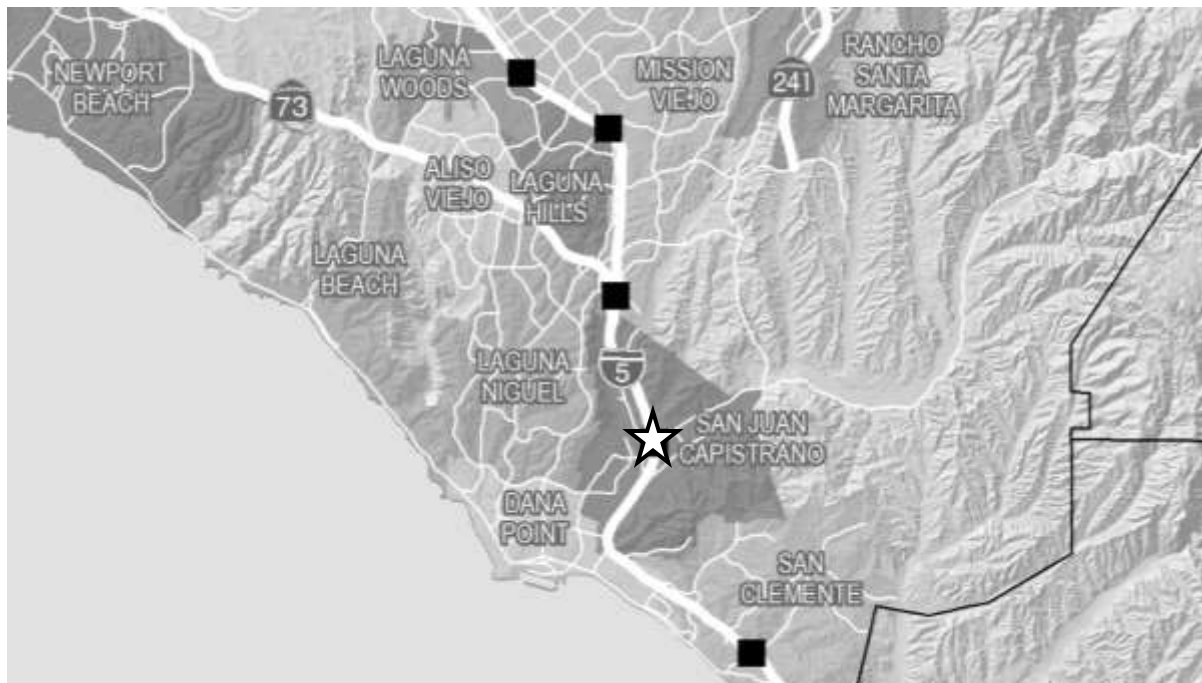 NEWPORT
BEACH
73
LAGUNA
WOODS
MISSION
VIEJO
241
RANCHO
SANTA
MARGARITA
ALISO
VIEJO
LAGUNA
HILLS
LAGUNA
BEACH
LAGUNA
NIGUEL
5
SAN JUAN
CAPISTRANO
DANA
POINT
SAN
CLEMENTE